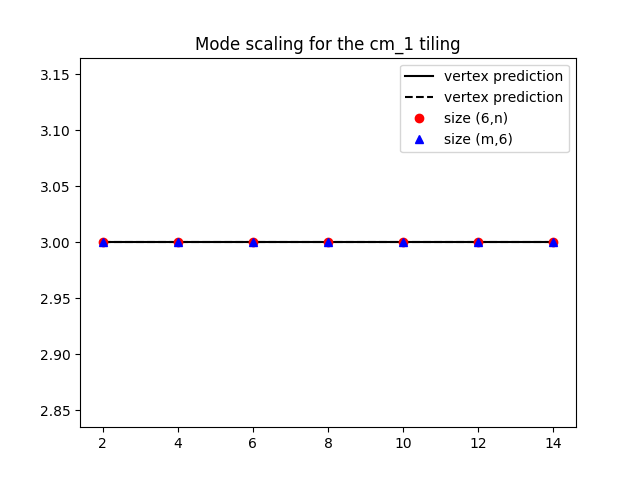 Mode scaling for the cm_1 tiling
vertex prediction
vertex prediction
size (6,n)
size (m,6)
3.15
3.10
3.05
3.00
2.95
2.90
2.85
2 4 6 8 10 12 14